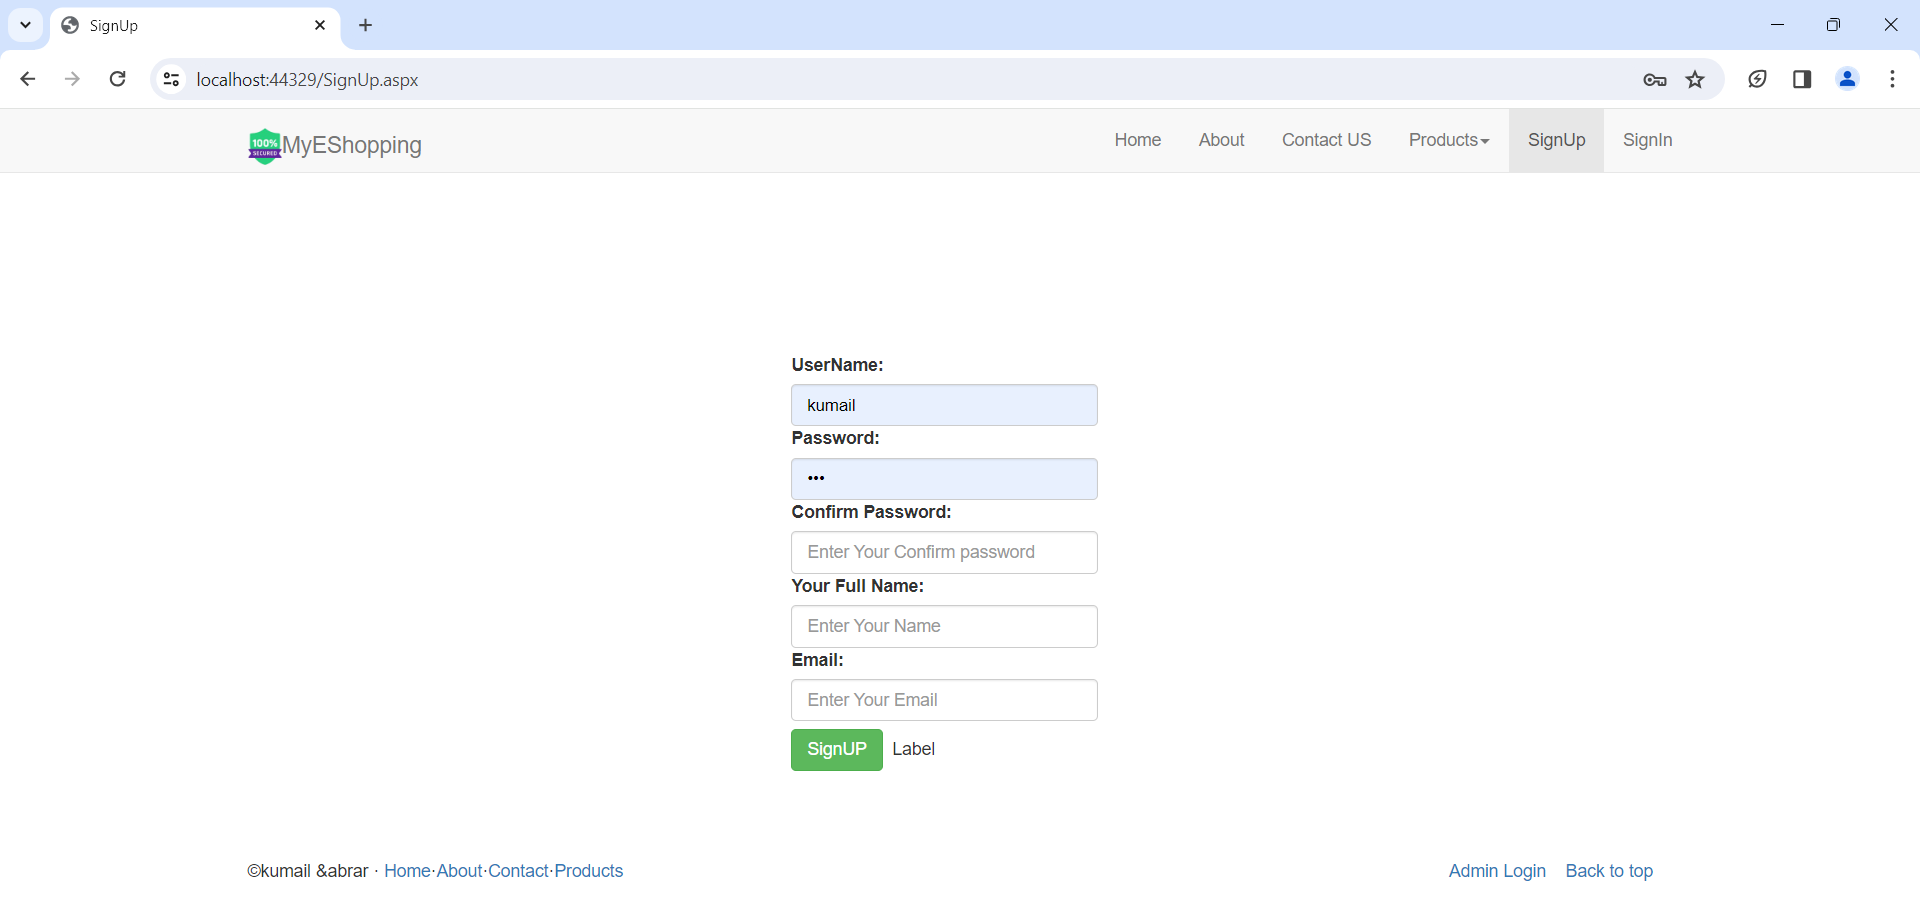 SignUp
localhost:44329/SignUp.aspx
100% SECURED MyEShopping Home About Contact US Products SignUp SignIn
UserName:
kumail
Password:
•••
Confirm Password:
Enter Your Confirm password
Your Full Name:
Enter Your Name
Email:
Enter Your Email
SignUP Label
©kumail &abrar · Home·About·Contact·Products Admin Login Back to top